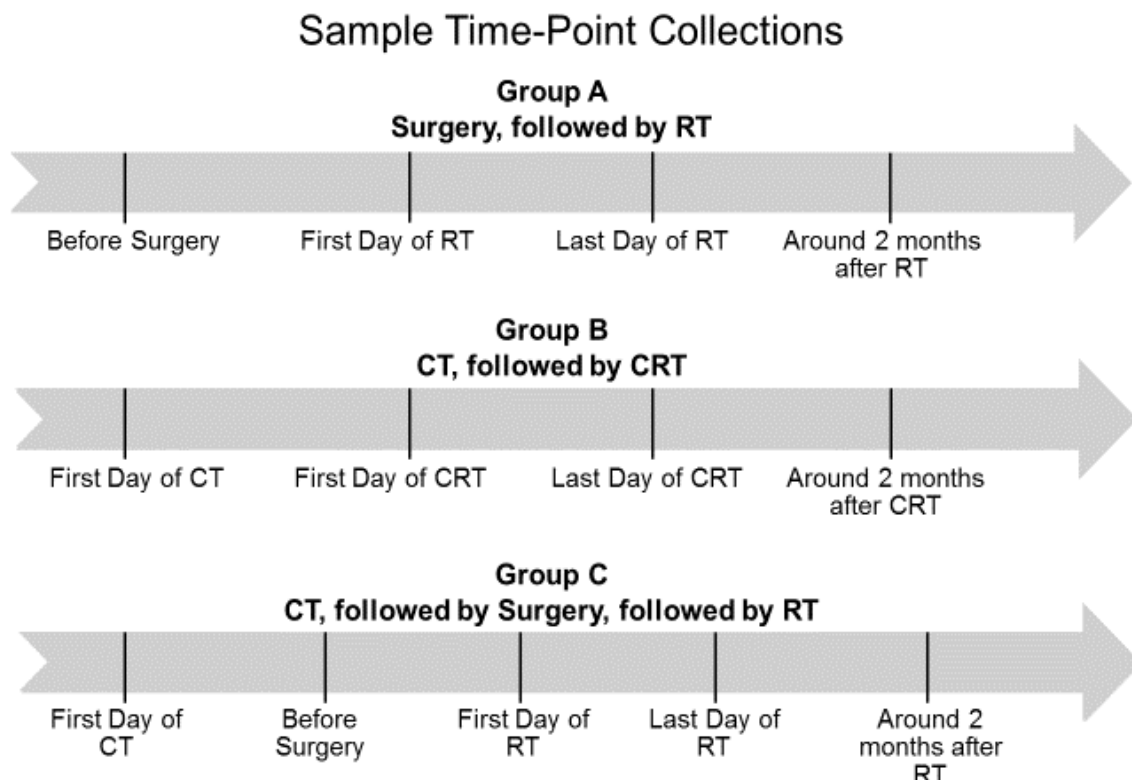 Sample Time-Point Collections
Group A
Surgery, followed by RT
Before Surgery
First Day of RT
Last Day of RT
Around 2 months
after RT
Group B
CT, followed by CRT
First Day of CT
First Day of CRT
Last Day of CRT
Around 2 months
after CRT
Group C
CT, followed by Surgery, followed by RT
First Day of
CT
Before
Surgery
First Day of
RT
Last Day of
RT
Around 2
months after
RT